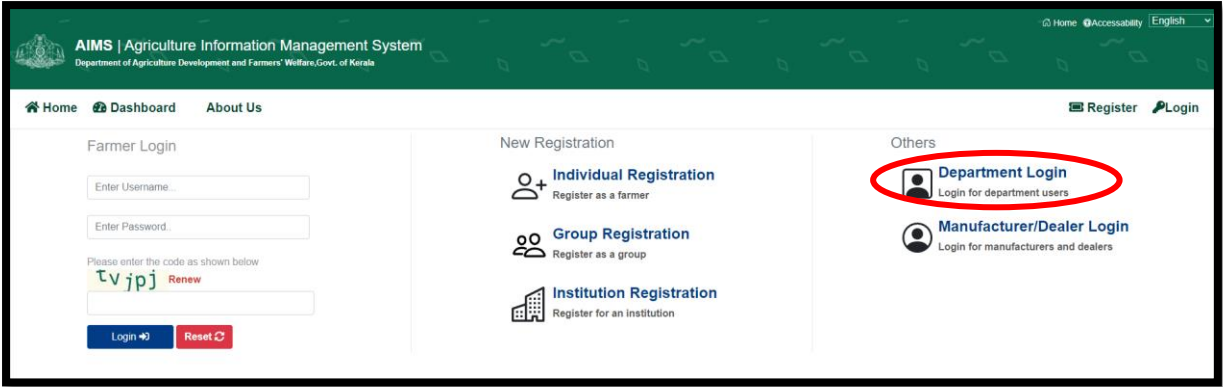 Home Accessability English
AIMS | Agriculture Information Management System
Department of Agriculture Development and Farmers' Welfare,Govt. of Kerala
Home Dashboard About Us Register Login
Farmer Login
Enter Username...
Enter Password..
Please enter the code as shown below
tvjpj Renew
Login Reset
New Registration
Individual Registration
Register as a farmer
Group Registration
Register as a group
Institution Registration
Register for an institution
Others
Department Login
Login for department users
Manufacturer/Dealer Login
Login for manufacturers and dealers